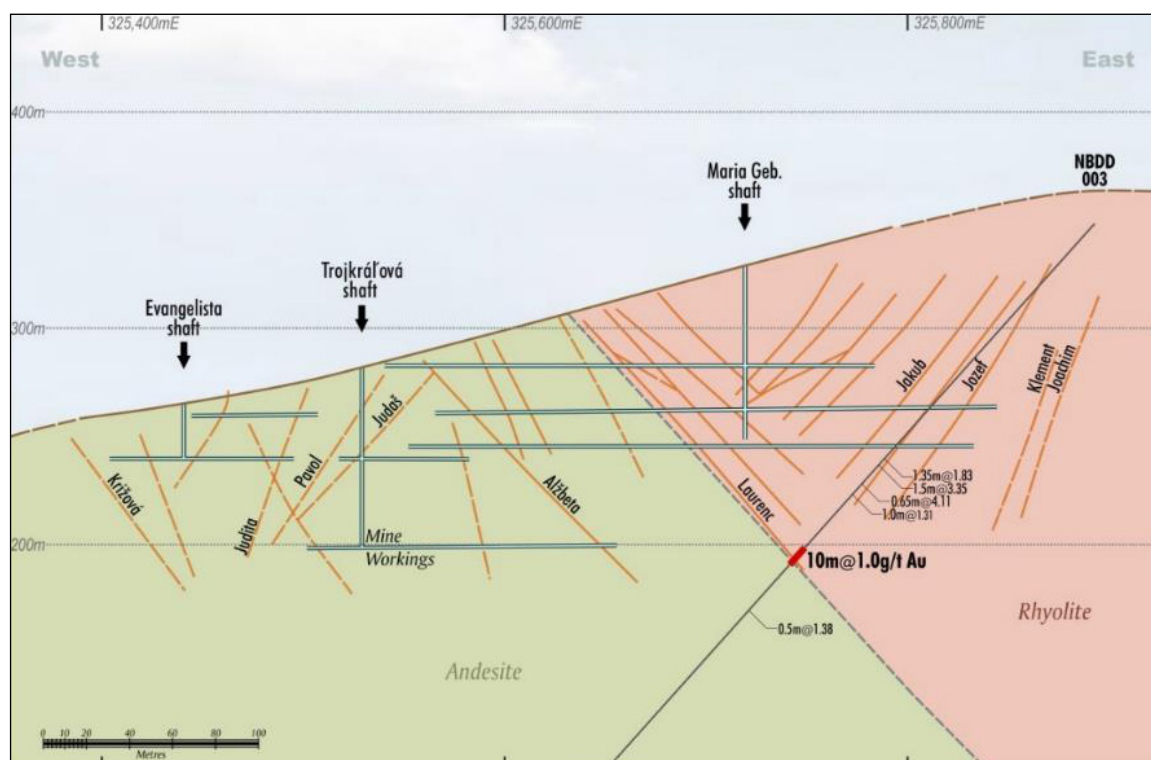 325,400mE
325,600mE
325,800mE
West
East
400m
NBDD
003
Maria Geb.
shaft
Trojkráľová
shaft
Evangelista
shaft
300m
Jakub
Jozef
Klement
Joachim
Judaš
Pavol
Križová
Judita
Alžbeta
Laurenc
1.35m@1.83
1.5m@3.35
0.65m@4.11
1.0m@1.31
200m
Mine
Workings
10m@1.0g/t Au
0.5m@1.38
Rhyolite
Andesite
0 10 20 40 60 80 100
Metres